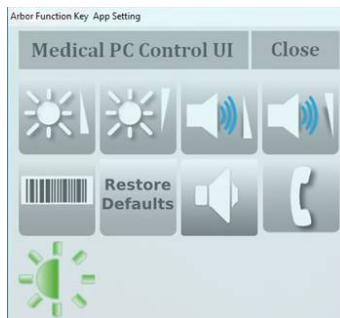 Arbor Function Key App Setting
Medical PC Control UI Close
Restore
Defaults